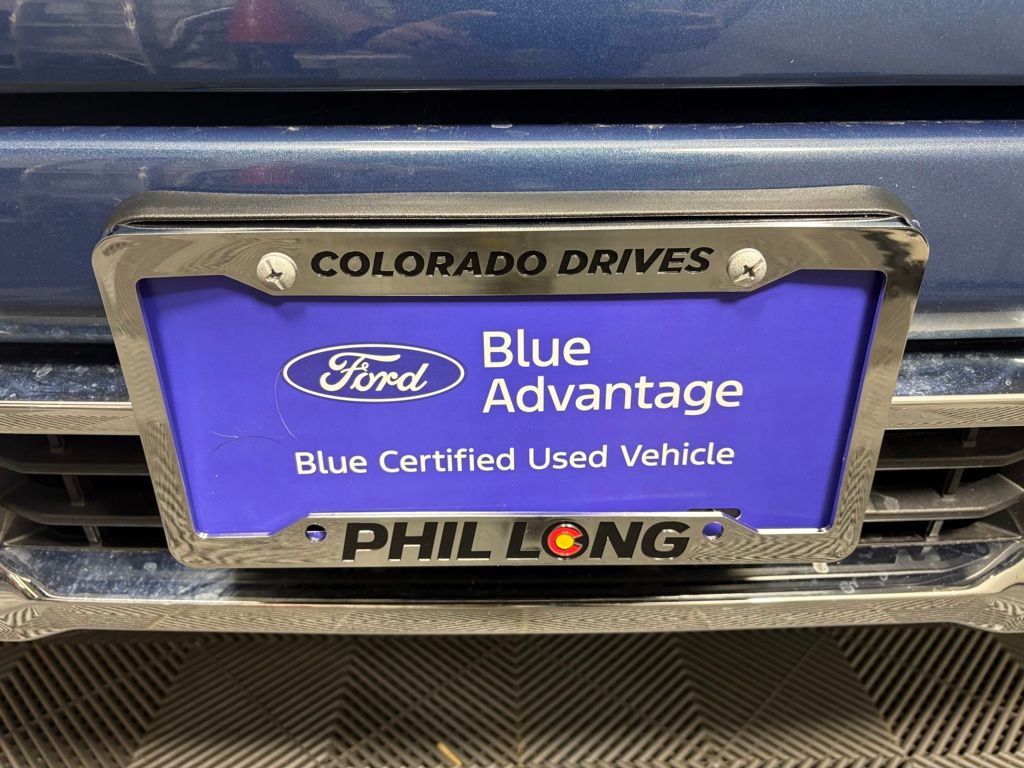 COLORADO DRIVES
Ford
Blue
Advantage
Blue Certified Used Vehicle
PHIL LONG